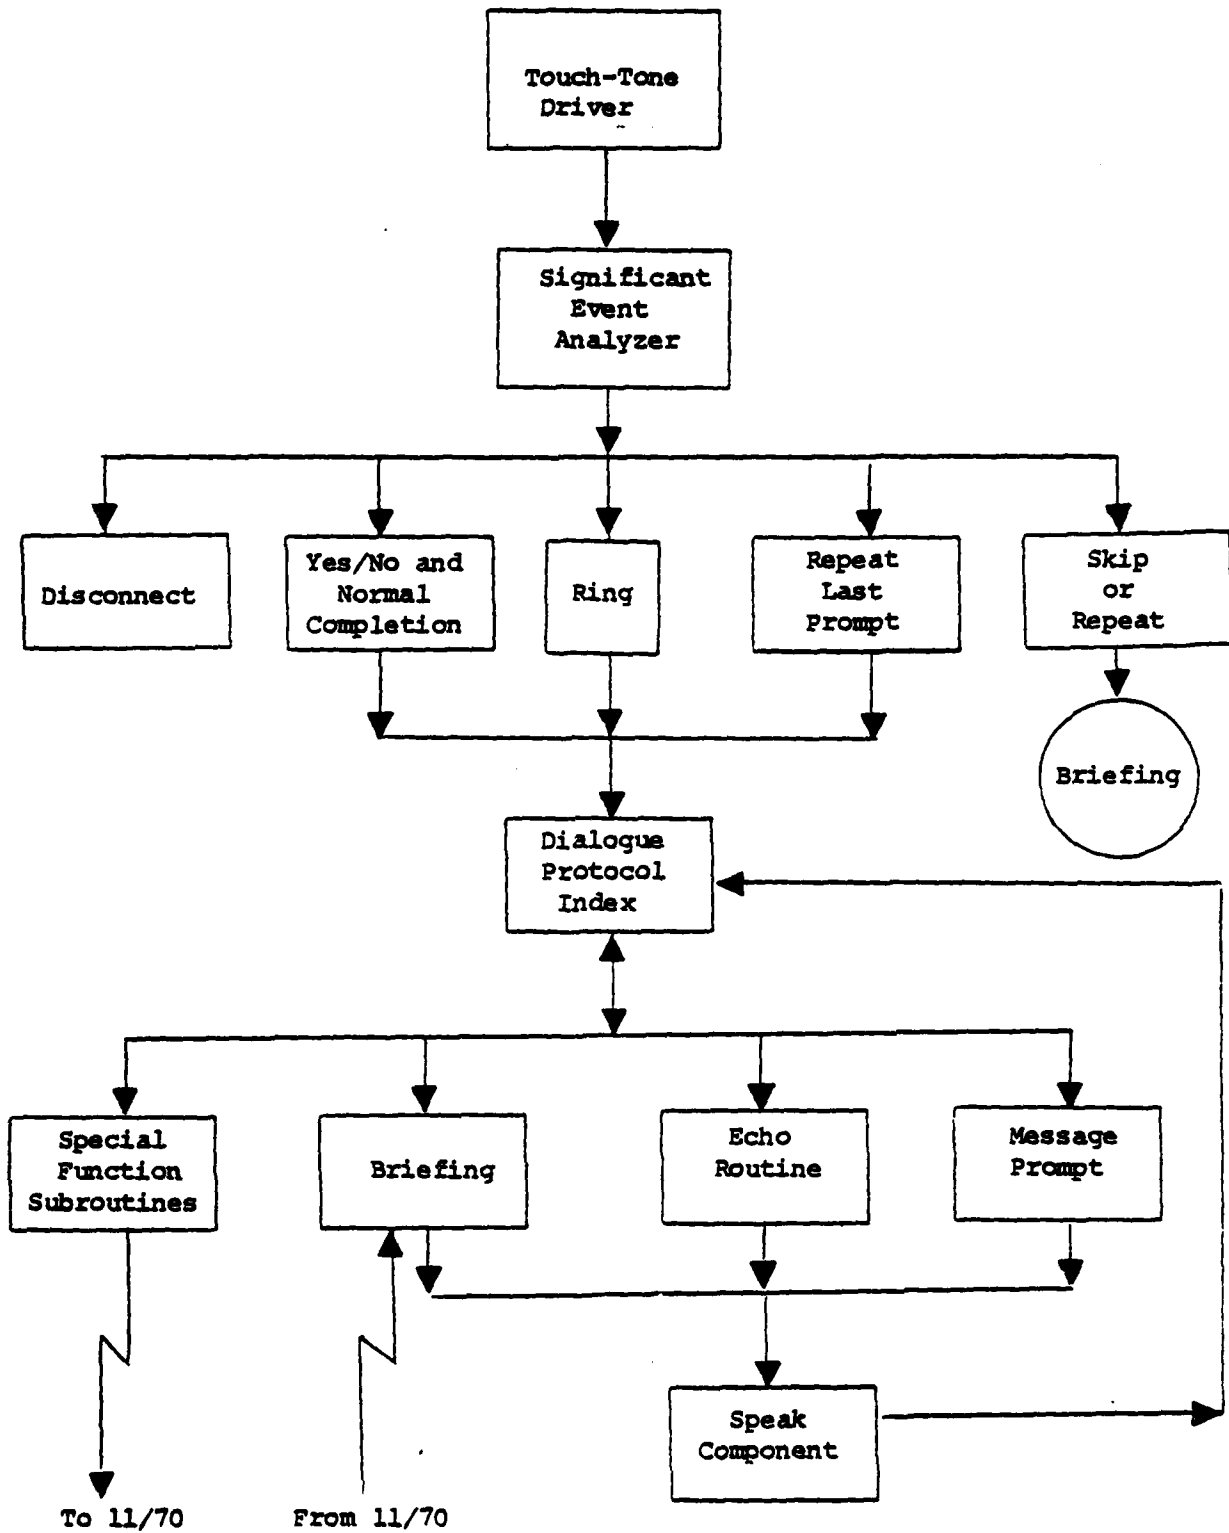 Touch-Tone
Driver
Significant
Event
Analyzer
Disconnect
Yes/No and
Normal
Completion
Ring
Repeat
Last
Prompt
Skip
or
Repeat
Briefing
Dialogue
Protocol
Index
Special
Function
Subroutines
Briefing
Echo
Routine
Message
Prompt
Speak
Component
To 11/70
From 11/70